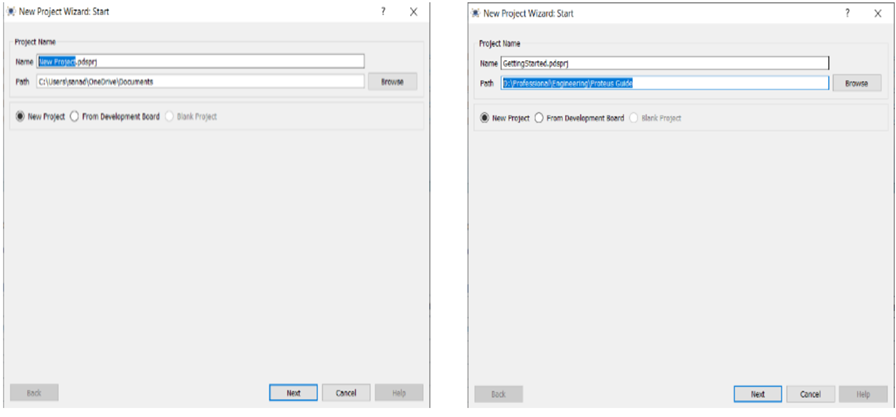 New Project Wizard: Start ? X
Project Name
Name New Project.pdsprj
Path C:\Users\sanad\OneDrive\Documents Browse
New Project From Development Board Blank Project
Back Next Cancel Help
New Project Wizard: Start ? X
Project Name
Name GettingStarted.pdsprj
Path D:\Professional\Engineering\Proteus Guide Browse
New Project From Development Board Blank Project
Back Next Cancel Help